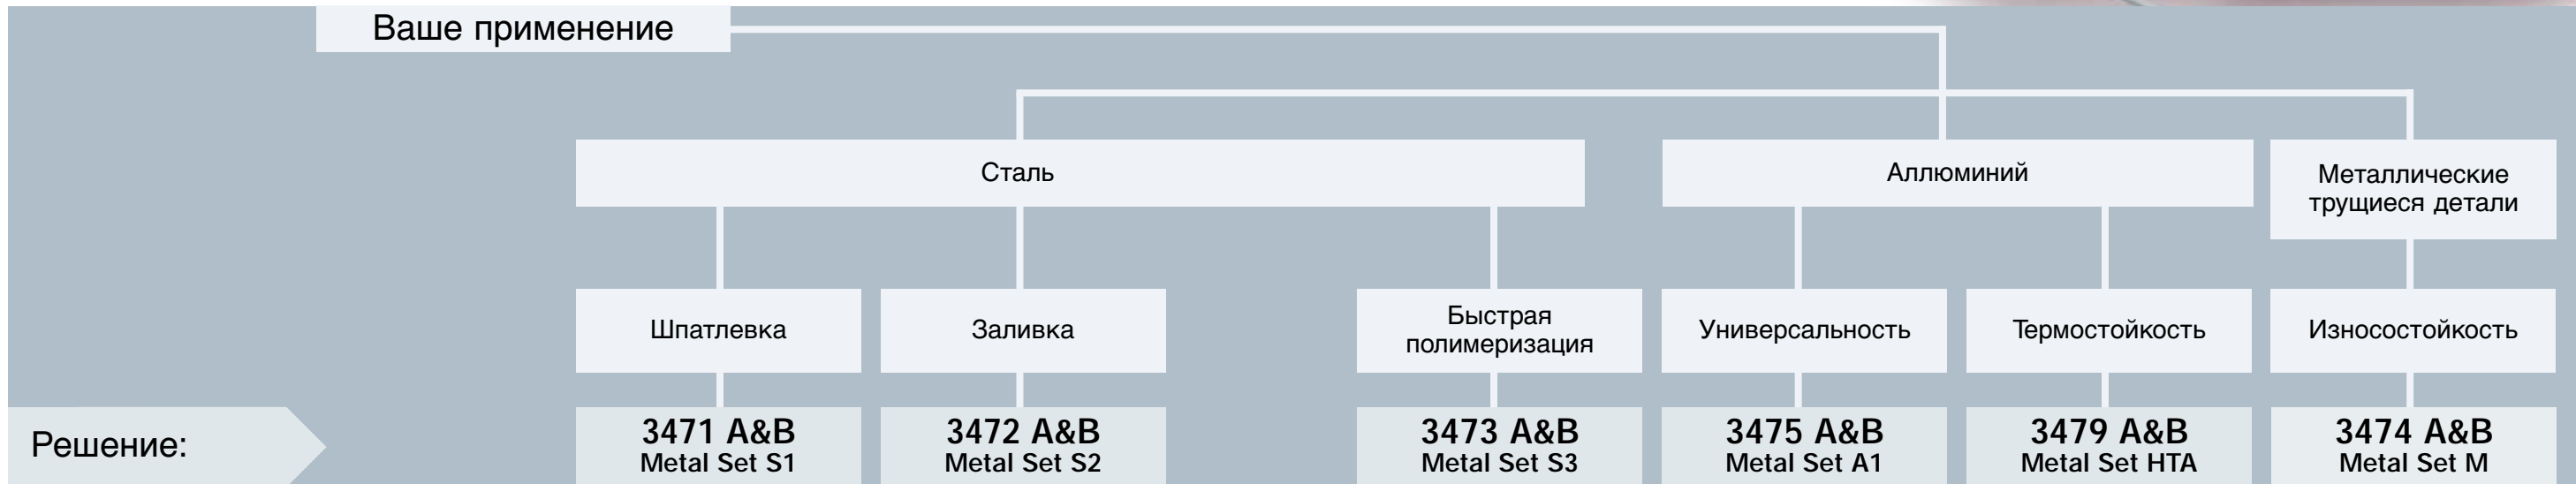 Ваше применение
Сталь
Аллюминий
Металлические
трущиеся детали
Шпатлевка
Заливка
Быстрая
полимеризация
Универсальность
Термостойкость
Износостойкость
Решение:
3471 A&B
Metal Set S1
3472 A&B
Metal Set S2
3473 A&B
Metal Set S3
3475 A&B
Metal Set A1
3479 A&B
Metal Set HTA
3474 A&B
Metal Set M